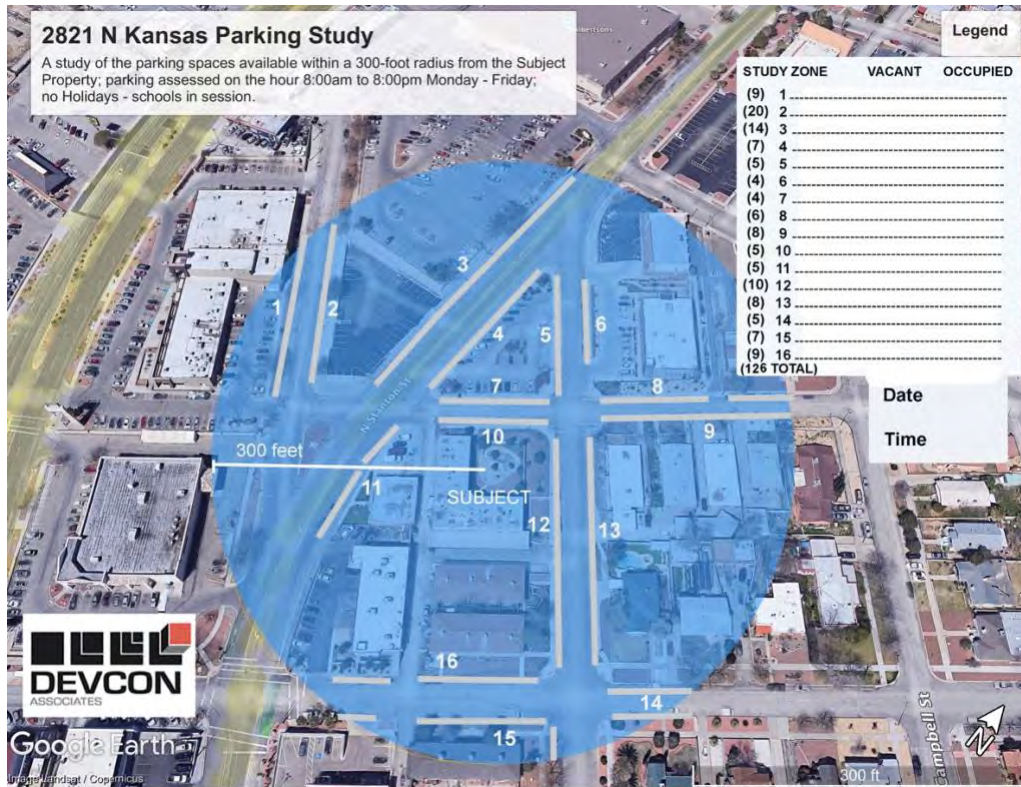 2821 N Kansas Parking Study
A study of the parking spaces available within a 300-foot radius from the Subject
Property; parking assessed on the hour 8:00am to 8:00pm Monday - Friday;
no Holidays - schools in session.
Legend
STUDY ZONE VACANT OCCUPIED
(9) 1
(20) 2
(14) 3
(7) 4
(5) 5
(4) 6
(4) 7
(6) 8
(8) 9
(5) 10
(5) 11
(10) 12
(8) 13
(5) 14
(7) 15
(9) 16
(126 TOTAL)
Date
Time
3
1
2
4
5
6
7
8
N Stanton St
10
9
300 feet
11
SUBJECT
12
13
16
14
15
DEVCON
ASSOCIATES
Google Earth
Image Landsat / Copernicus
Campbell St
N
300 ft